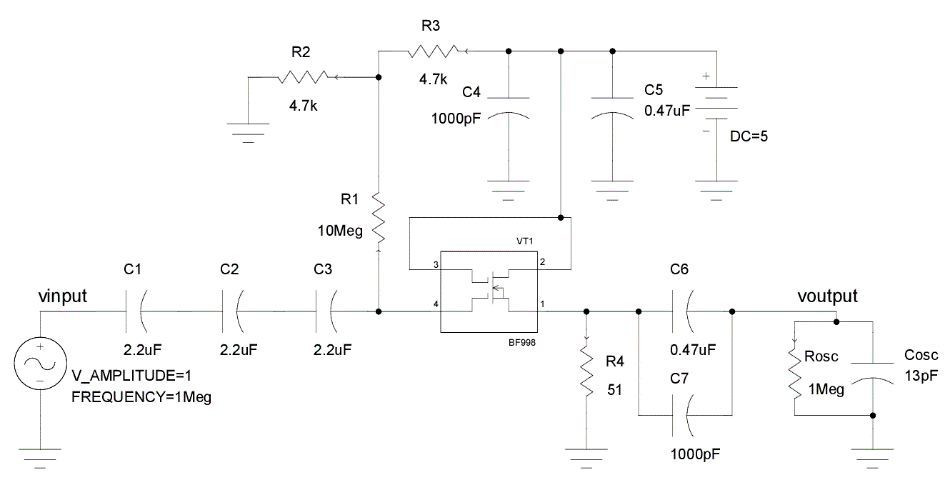 R3
4.7k
R2
4.7k
C4
1000pF
C5
0.47uF
+
-
DC=5
R1
10Meg
VT1
3
2
4
1
BF998
C1
2.2uF
C2
2.2uF
C3
2.2uF
vinput
+
-
V_AMPLITUDE=1
FREQUENCY=1Meg
C6
0.47uF
R4
51
C7
1000pF
voutput
Rosc
1Meg
Cosc
13pF